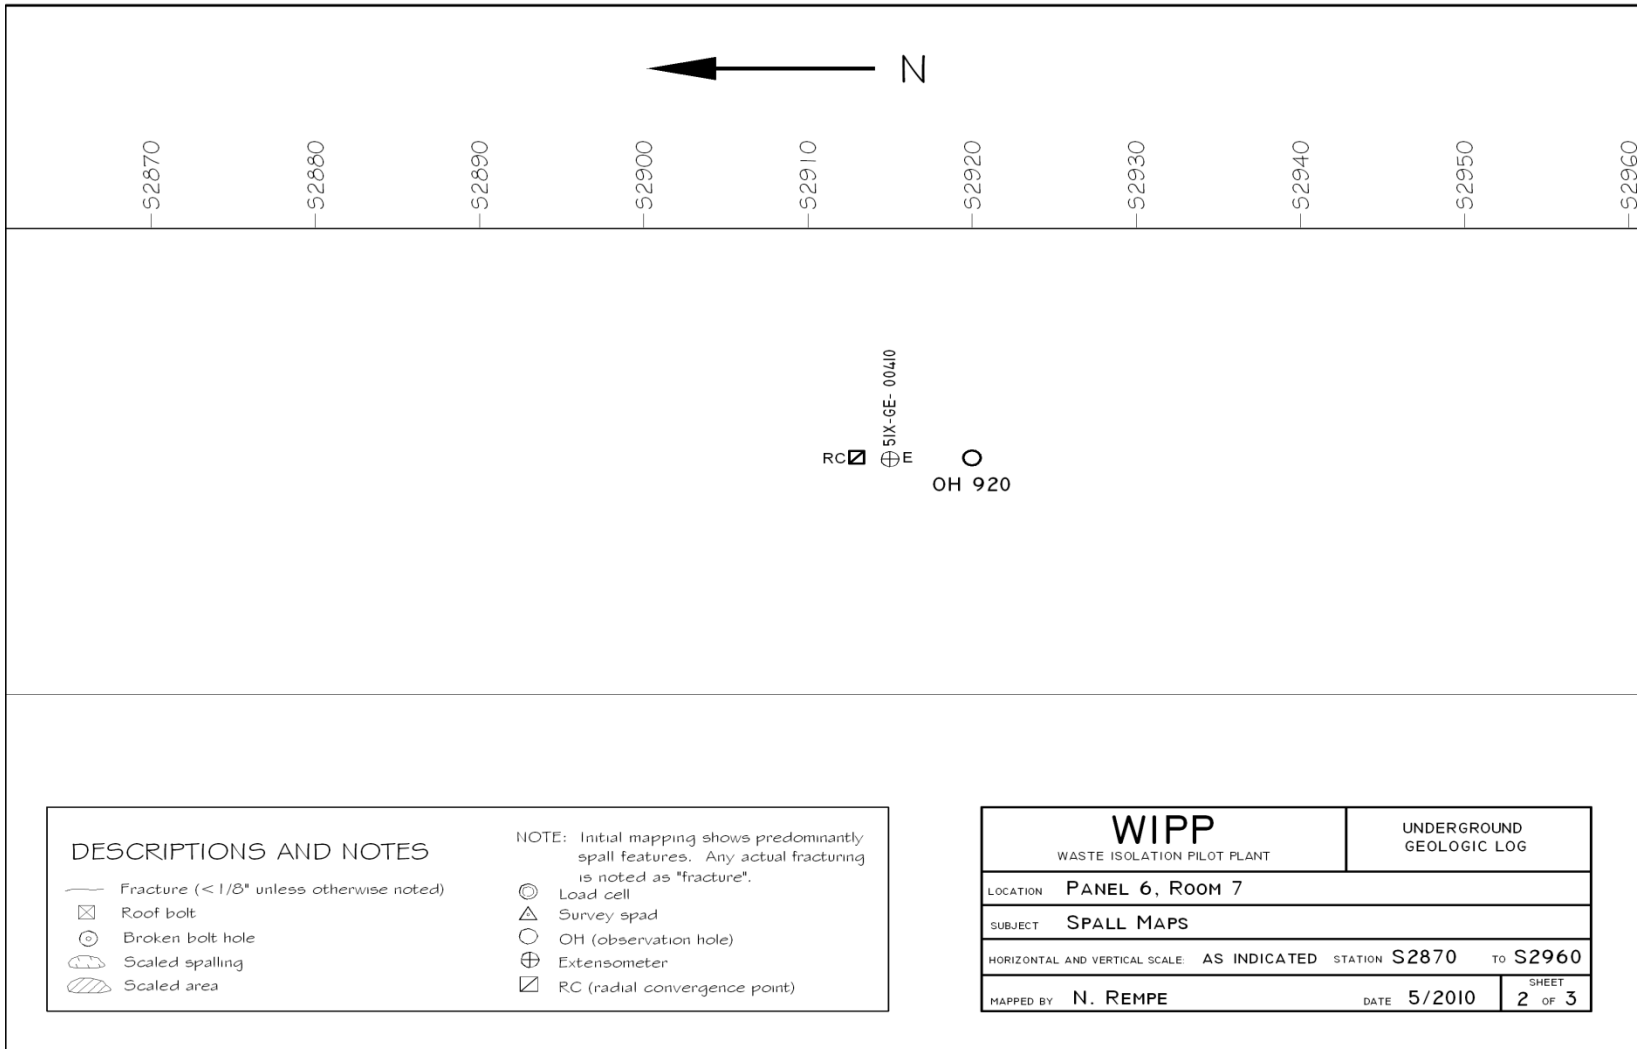 N
S2870
S2880
S2890
S2900
S2910
S2920
S2930
S2940
S2950
S2960
51X-GE- 00410
RC
E
OH 920
DESCRIPTIONS AND NOTES
Fracture (< 1/8" unless otherwise noted)
Roof bolt
Broken bolt hole
Scaled spalling
Scaled area
NOTE: Initial mapping shows predominantly
spall features. Any actual fracturing
is noted as "fracture".
Load cell
Survey spad
OH (observation hole)
Extensometer
RC (radial convergence point)
WIPP
WASTE ISOLATION PILOT PLANT
UNDERGROUND
GEOLOGIC LOG
LOCATION PANEL 6, ROOM 7
SUBJECT SPALL MAPS
HORIZONTAL AND VERTICAL SCALE: AS INDICATED STATION S2870 TO S2960
MAPPED BY N. REMPE DATE 5/2010
SHEET
2 OF 3